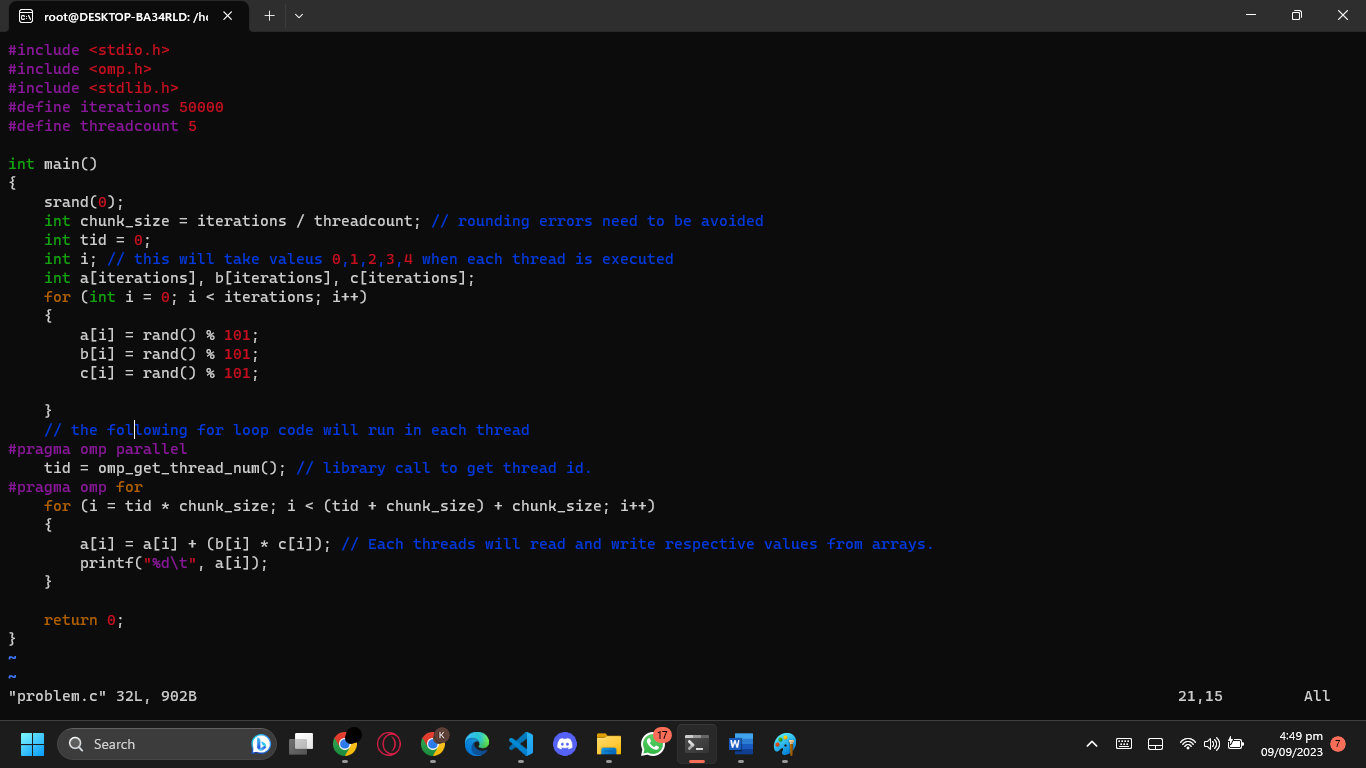 root@DESKTOP-BA34RLD: /h
#include <stdio.h>
#include <omp.h>
#include <stdlib.h>
#define iterations 50000
#define threadcount 5
int main()
{
    srand(0);
    int chunk_size = iterations / threadcount; // rounding errors need to be avoided
    int tid = 0;
    int i; // this will take valeus 0,1,2,3,4 when each thread is executed
    int a[iterations], b[iterations], c[iterations];
    for (int i = 0; i < iterations; i++)
    {
        a[i] = rand() % 101;
        b[i] = rand() % 101;
        c[i] = rand() % 101;
    }
    // the following for loop code will run in each thread
#pragma omp parallel
    tid = omp_get_thread_num(); // library call to get thread id.
#pragma omp for
    for (i = tid * chunk_size; i < (tid + chunk_size) + chunk_size; i++)
    {
        a[i] = a[i] + (b[i] * c[i]); // Each threads will read and write respective values from arrays.
        printf("%d\t", a[i]);
    }
    return 0;
}
~
~
"problem.c" 32L, 902B 21,15 All
Search K 17 W 4:49 pm 7
09/09/2023